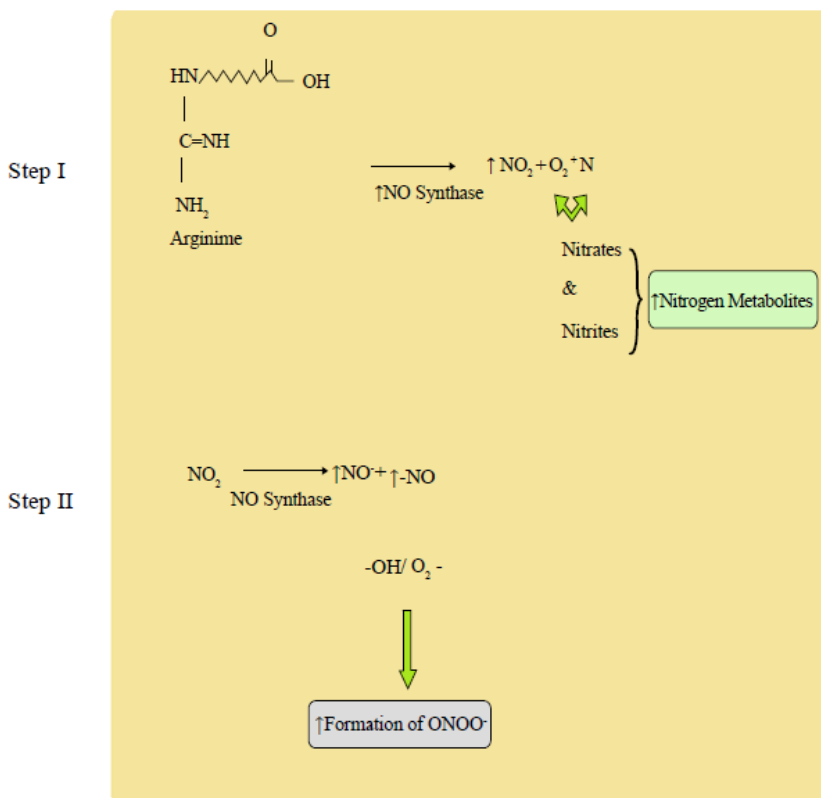 O
HN OH
C=NH
Step I
↑ NO₂ + O₂⁺N
↑NO Synthase
NH₂
Arginime
Nitrates
&
↑Nitrogen Metabolites
Nitrites
NO₂ ↑NO⁻+ ↑-NO
NO Synthase
Step II
-OH/ O₂ -
↑Formation of ONOO⁻